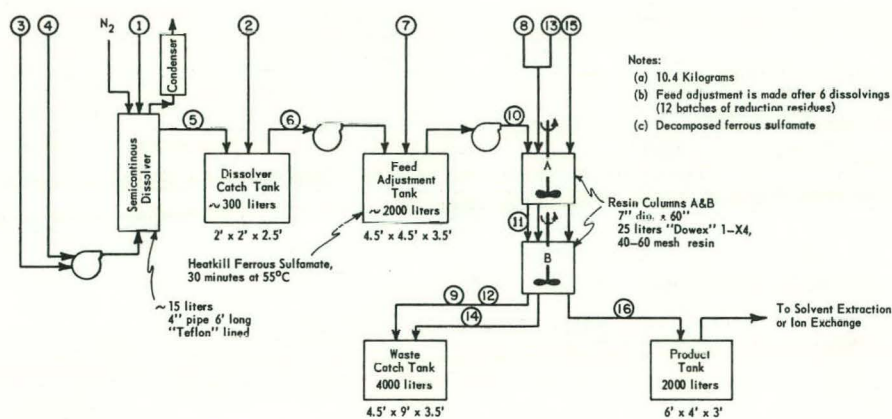 3
4
N₂
1
Condenser
2
7
8
13
15
Notes:
(a) 10.4 Kilograms
(b) Feed adjustment is made after 6 dissolvings
(12 batches of reduction residues)
(c) Decomposed ferrous sulfamate
Semicontinous
Dissolver
5
6
10
Dissolver
Catch Tank
~ 300 liters
2' x 2' x 2.5'
Feed
Adjustment
Tank
~ 2000 liters
4.5' x 4.5' x 3.5'
A
11
B
Resin Columns A&B
7" dia. x 60"
25 liters "Dowex" 1-X4,
40-60 mesh resin
Heatkill Ferrous Sulfamate,
30 minutes at 55°C
~ 15 liters
4" pipe 6' long
"Teflon" lined
9
12
14
16
To Solvent Extraction
or Ion Exchange
Waste
Catch Tank
4000 liters
4.5' x 9' x 3.5'
Product
Tank
2000 liters
6' x 4' x 3'